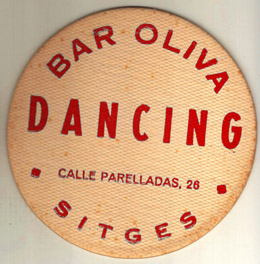 BAR OLIVA
DANCING
CALLE PARELLADAS, 26
SITGES